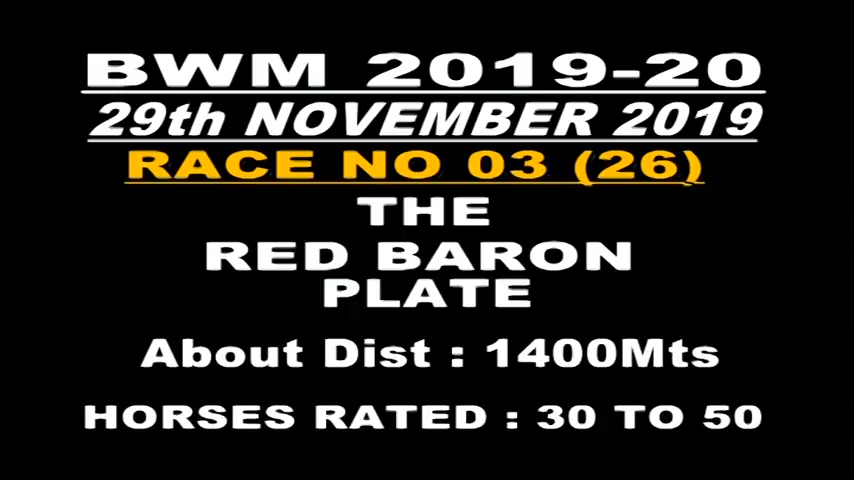 BWM 2019-20
29th NOVEMBER 2019
RACE NO 03 (26)
THE
RED BARON
PLATE
About Dist : 1400Mts
HORSES RATED : 30 TO 50